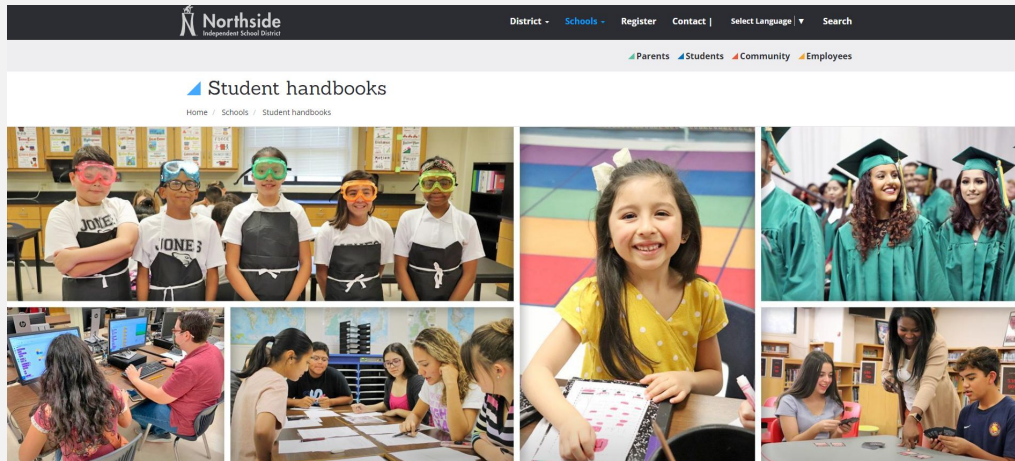 Northside
Independent School District
District Schools Register Contact | Select Language | ▼ Search
Parents Students Community Employees
Student handbooks
Home / Schools / Student handbooks
JONES
JONES